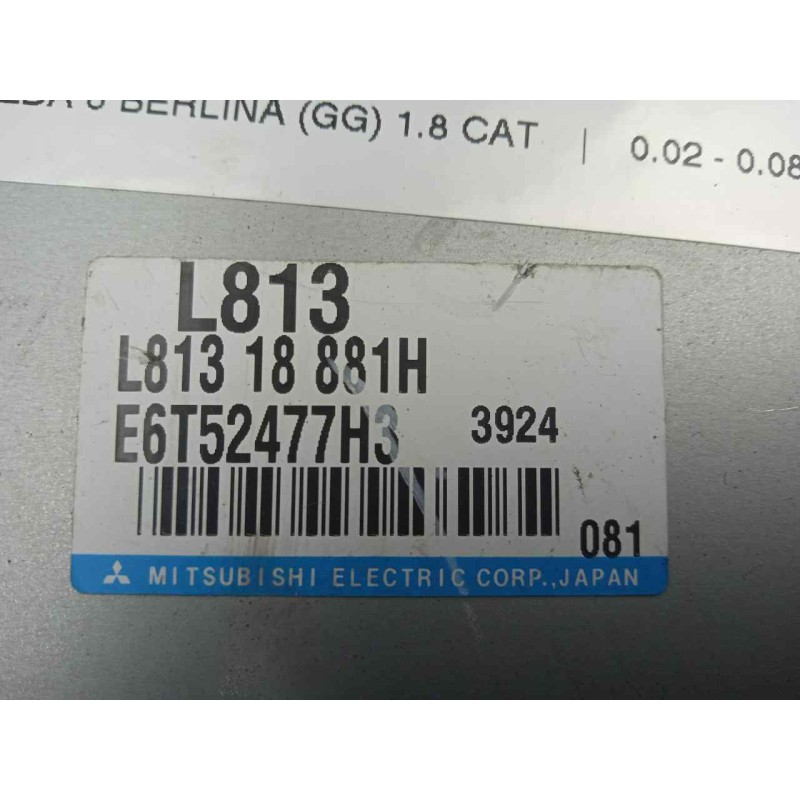 6 BERLINA (GG) 1.8 CAT | 0.02 - 0.08
L813
L813 18 881H
E6T52477H3 3924
081
MITSUBISHI ELECTRIC CORP., JAPAN